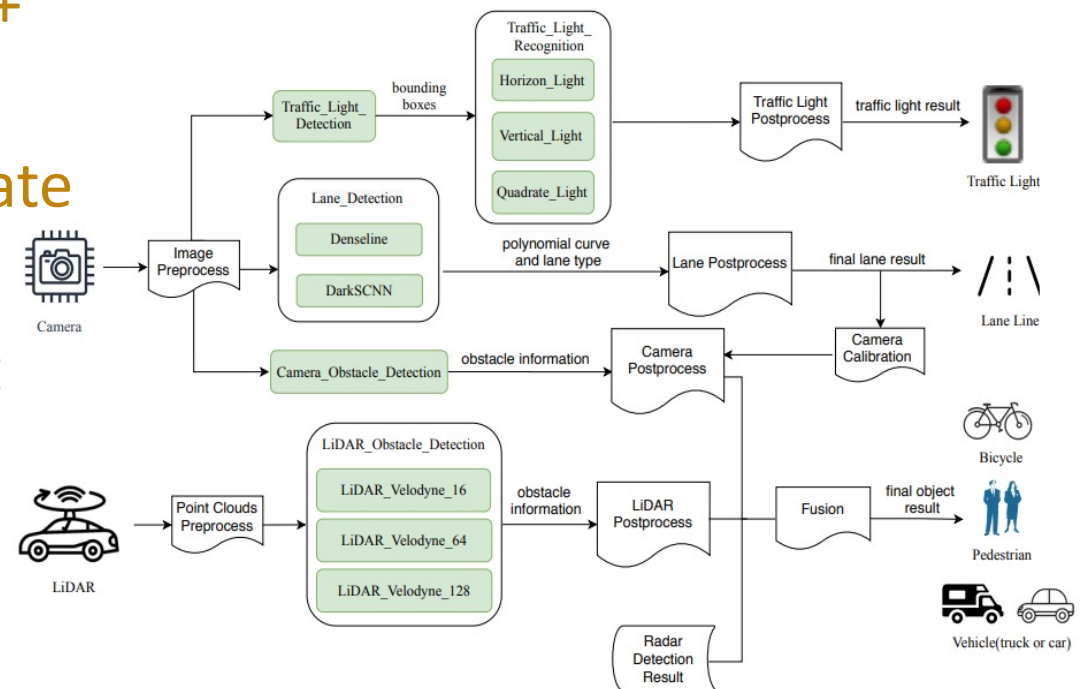 +
ate
:
Traffic_Light_
Recognition
Horizon_Light
Vertical_Light
Quadrate_Light
Traffic_Light_
Detection
bounding
boxes
Traffic Light
Postprocess
traffic light result
Traffic Light
Camera
Image
Preprocess
Lane_Detection
Denseline
DarkSCNN
polynomial curve
and lane type
Lane Postprocess
final lane result
Lane Line
Camera
Calibration
Camera_Obstacle_Detection
obstacle information
Camera
Postprocess
LiDAR
Point Clouds
Preprocess
LiDAR_Obstacle_Detection
LiDAR_Velodyne_16
LiDAR_Velodyne_64
LiDAR_Velodyne_128
obstacle
information
LiDAR
Postprocess
Fusion
final object
result
Bicycle
Pedestrian
Vehicle(truck or car)
Radar
Detection
Result